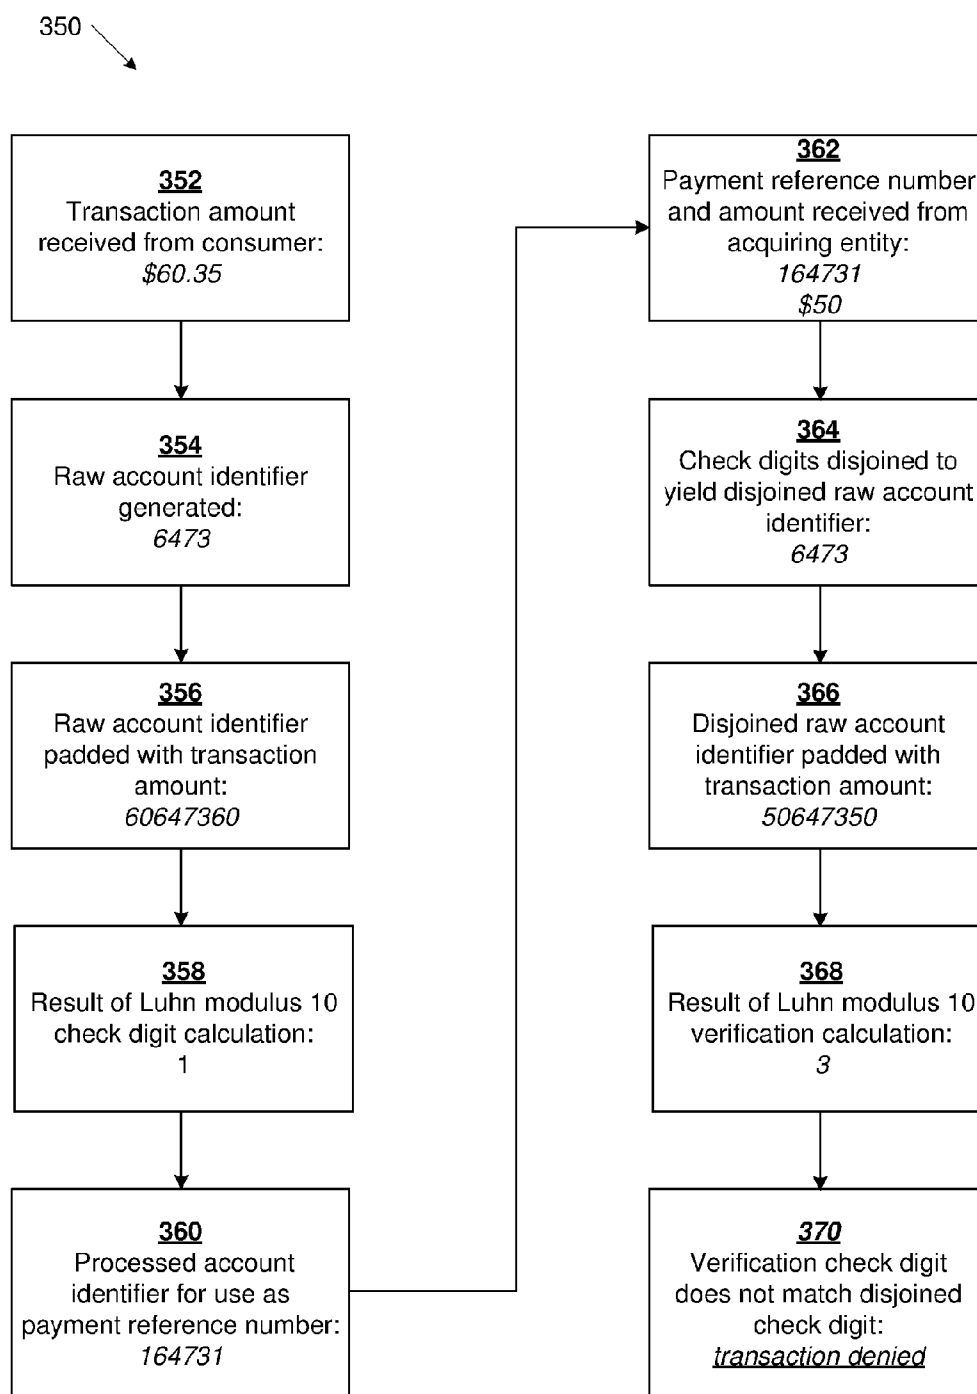 350
352
Transaction amount
received from consumer:
$60.35
354
Raw account identifier
generated:
6473
356
Raw account identifier
padded with transaction
amount:
60647360
358
Result of Luhn modulus 10
check digit calculation:
1
360
Processed account
identifier for use as
payment reference number:
164731
362
Payment reference number
and amount received from
acquiring entity:
164731
$50
364
Check digits disjoined to
yield disjoined raw account
identifier:
6473
366
Disjoined raw account
identifier padded with
transaction amount:
50647350
368
Result of Luhn modulus 10
verification calculation:
3
370
Verification check digit
does not match disjoined
check digit:
transaction denied